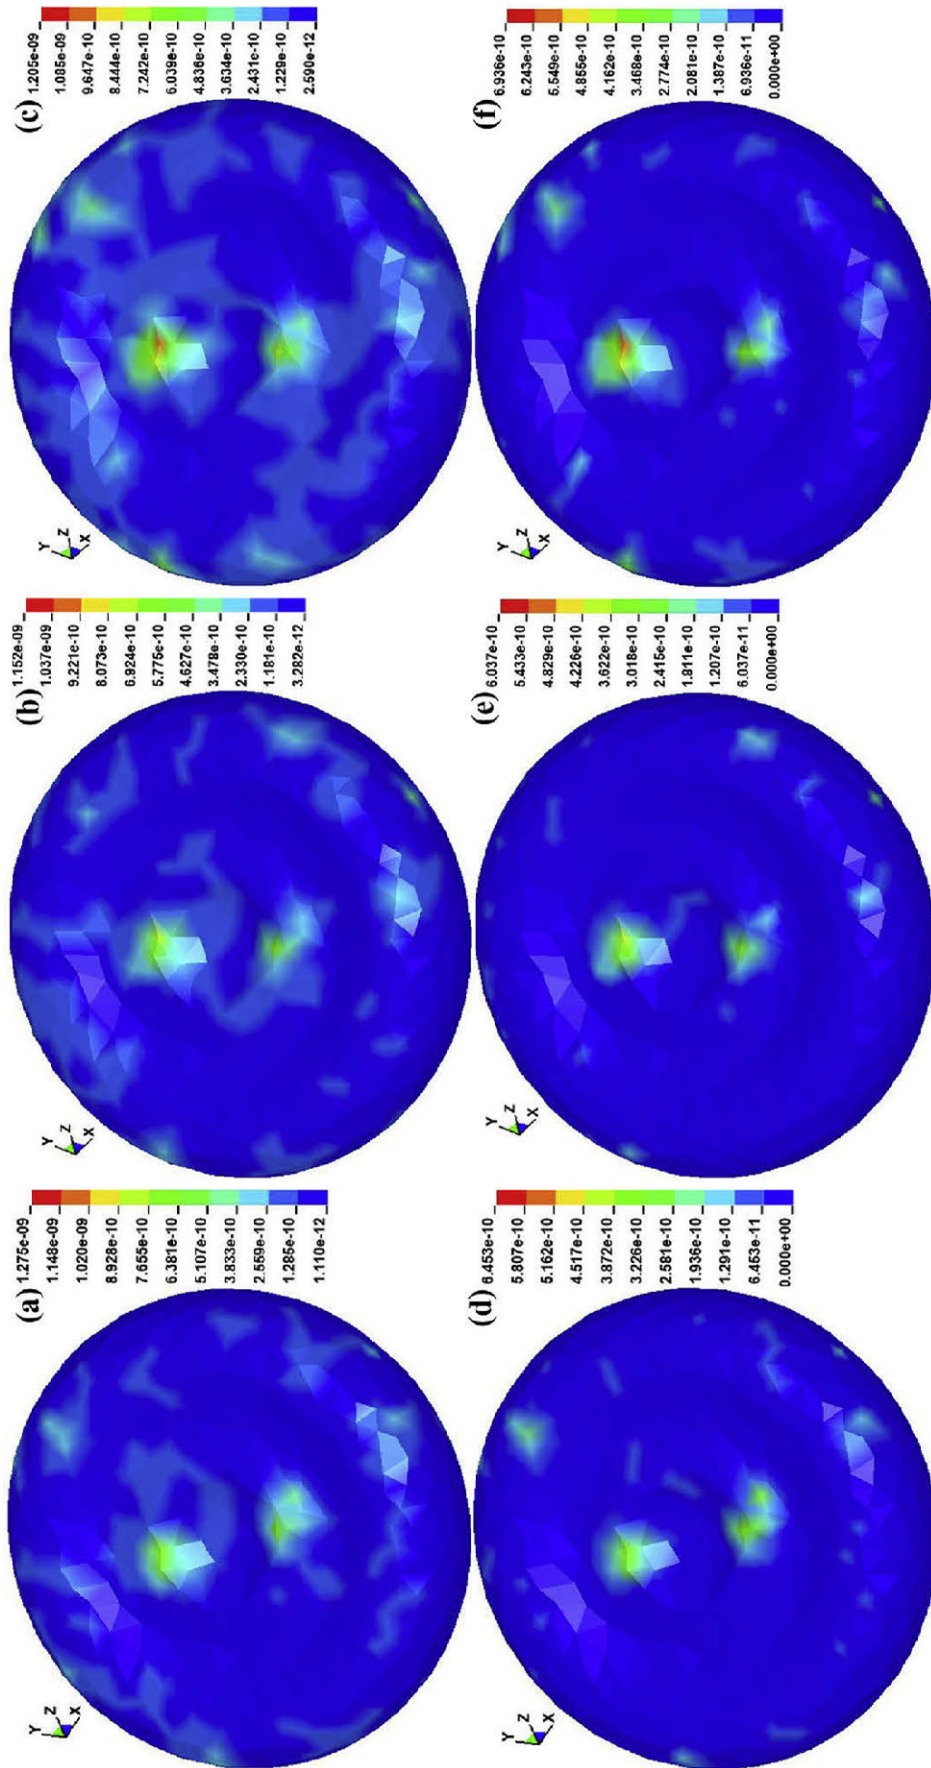 (a)
1.275e-09
1.148e-09
1.020e-09
8.928e-10
7.655e-10
6.381e-10
5.107e-10
3.833e-10
2.559e-10
1.285e-10
1.110e-12
Y
Z
X
(b)
1.152e-09
1.037e-09
9.221e-10
8.073e-10
6.924e-10
5.775e-10
4.627e-10
3.478e-10
2.330e-10
1.181e-10
3.282e-12
Y
Z
X
(c)
1.205e-09
1.085e-09
9.647e-10
8.444e-10
7.242e-10
6.039e-10
4.836e-10
3.634e-10
2.431e-10
1.229e-10
2.590e-12
Y
Z
X
(d)
6.453e-10
5.807e-10
5.162e-10
4.517e-10
3.872e-10
3.226e-10
2.581e-10
1.936e-10
1.291e-10
6.453e-11
0.000e+00
Y
Z
X
(e)
6.037e-10
5.433e-10
4.829e-10
4.226e-10
3.622e-10
3.018e-10
2.415e-10
1.811e-10
1.207e-10
6.037e-11
0.000e+00
Y
Z
X
(f)
6.936e-10
6.243e-10
5.549e-10
4.855e-10
4.162e-10
3.468e-10
2.774e-10
2.081e-10
1.387e-10
6.936e-11
0.000e+00
Y
Z
X